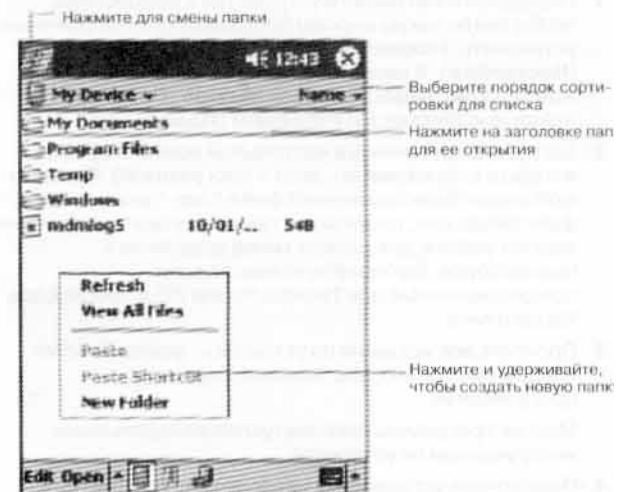 Нажмите для смены папки
12:43
My Device
Name
Выберите порядок сорти-
ровки для списка
My Documents
Нажмите на заголовке пап
для ее открытия
Program Files
Temp
Windows
mdmlog5 10/01/... 54B
Refresh
View All Files
Paste
Paste Shortcut
Нажмите и удерживайте,
чтобы создать новую папк
New Folder
Edit Open